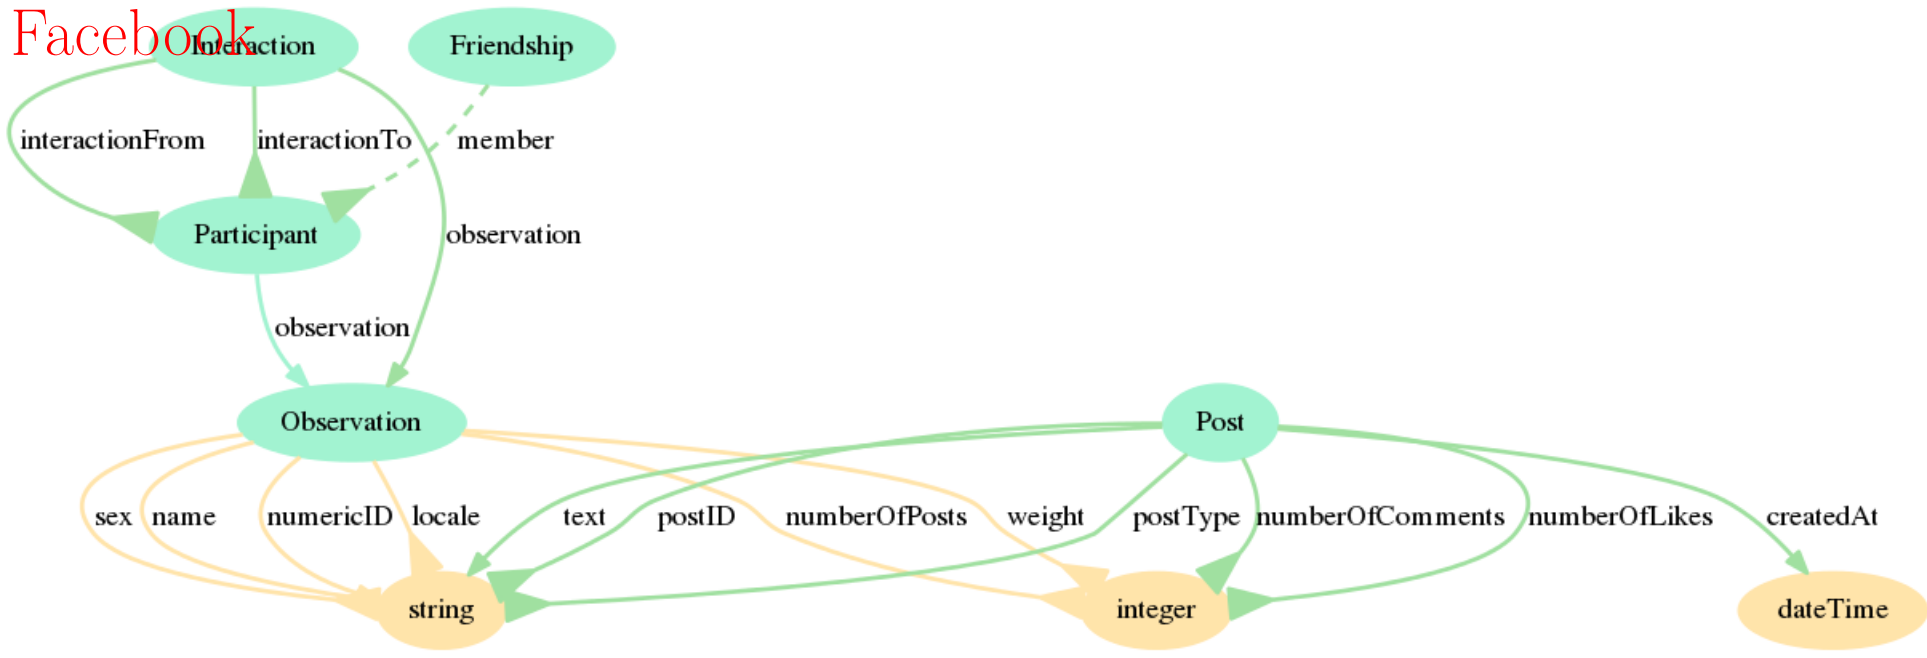 Facebook
Interaction
Friendship
interactionFrom
interactionTo
member
Participant
observation
observation
Observation
Post
sex
name
numericID
locale
text
postID
numberOfPosts
weight
postType
numberOfComments
numberOfLikes
createdAt
string
integer
dateTime